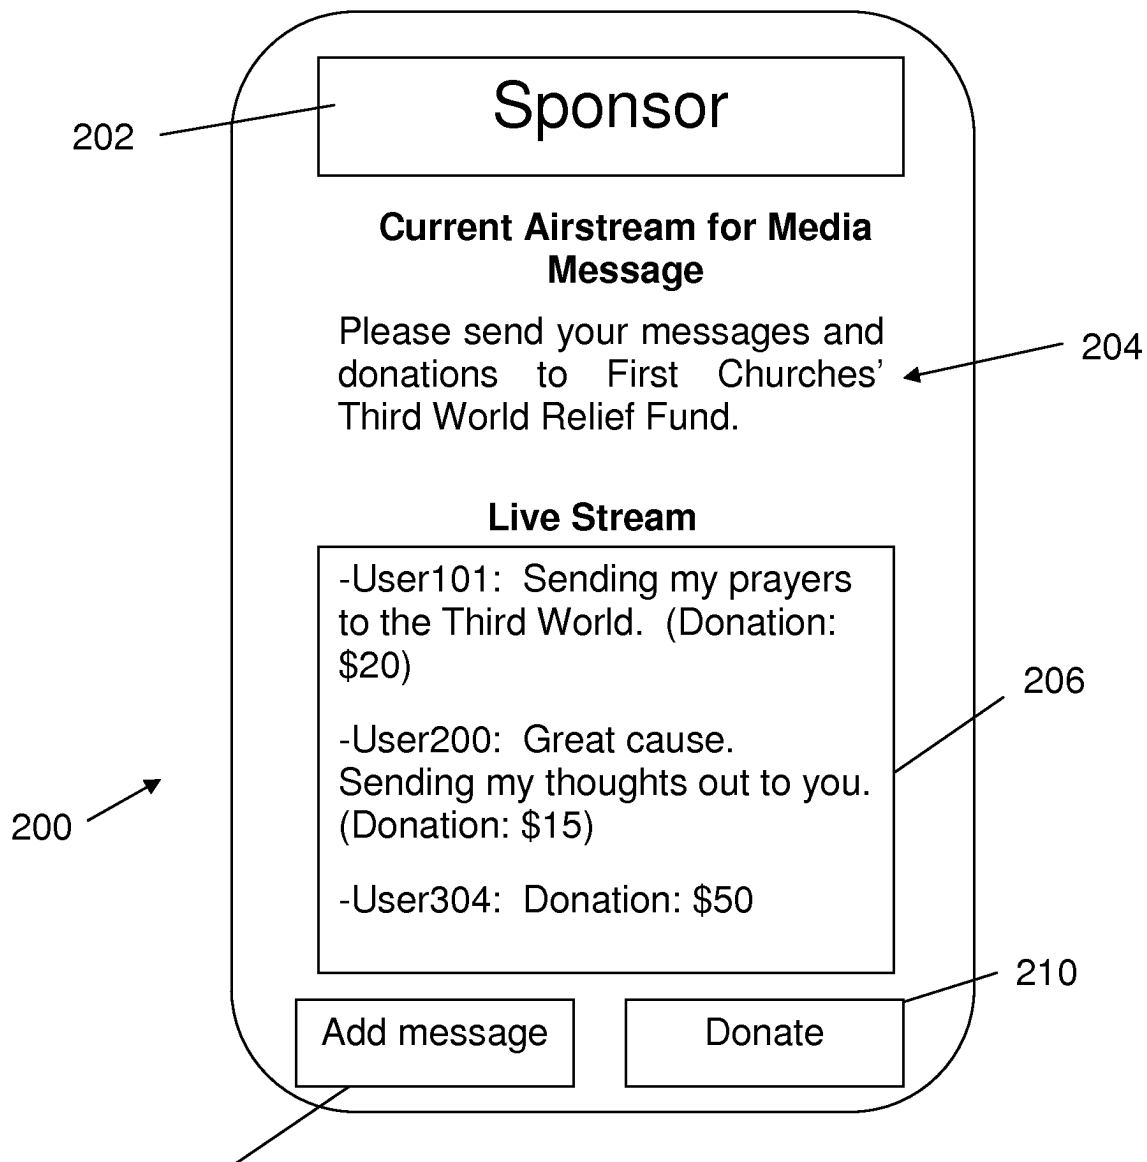 Sponsor
202
Current Airstream for Media
Message
Please send your messages and
donations to First Churches’
Third World Relief Fund.
204
Live Stream
-User101: Sending my prayers
to the Third World. (Donation:
$20)
206
-User200: Great cause.
Sending my thoughts out to you.
(Donation: $15)
200
-User304: Donation: $50
210
Add message
Donate